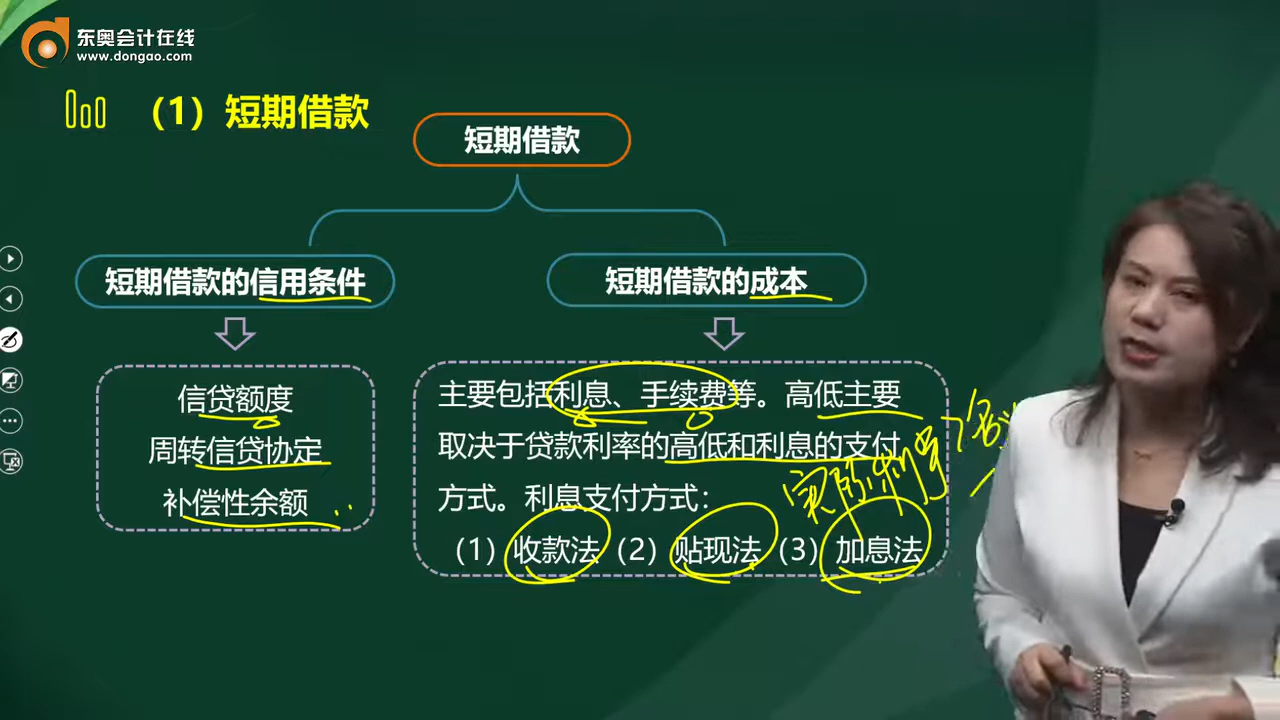 东奥会计在线
www.dongao.com
（1）短期借款
短期借款
短期借款的信用条件
短期借款的成本
信贷额度
周转信贷协定
补偿性余额
主要包括利息、手续费等。高低主要
取决于贷款利率的高低和利息的支付
方式。利息支付方式：
（1）收款法（2）贴现法（3）加息法
实际利率